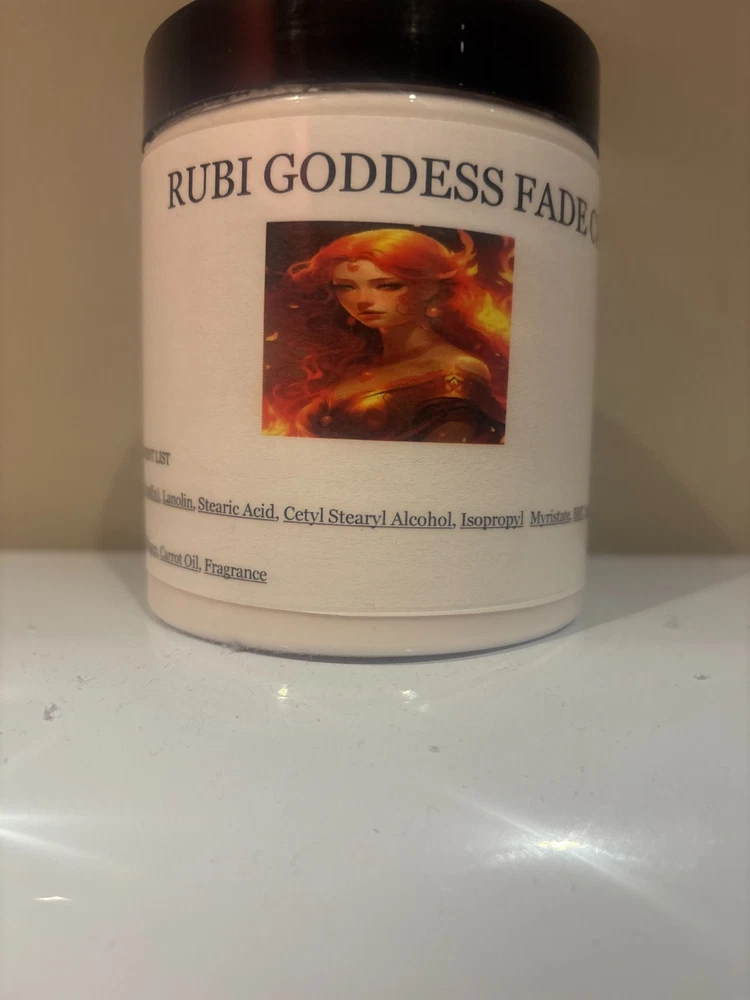 RUBI GODDESS FADE
LIST
Lanolin, Stearic Acid, Cetyl Stearyl Alcohol, Isopropyl Myristate,
Carrot Oil, Fragrance